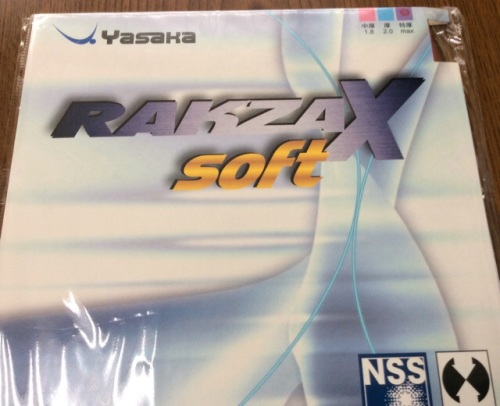 Yasaka
中厚 厚 特厚
1.8 2.0 max
RAKZA X
soft
NSS